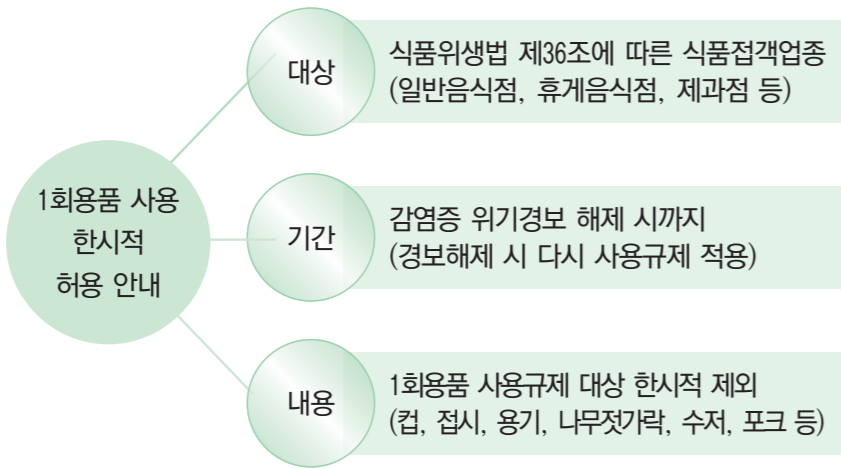 1회용품 사용
한시적
허용 안내
대상
식품위생법 제36조에 따른 식품접객업종
(일반음식점, 휴게음식점, 제과점 등)
기간
감염증 위기경보 해제 시까지
(경보해제 시 다시 사용규제 적용)
내용
1회용품 사용규제 대상 한시적 제외
(컵, 접시, 용기, 나무젓가락, 수저, 포크 등)